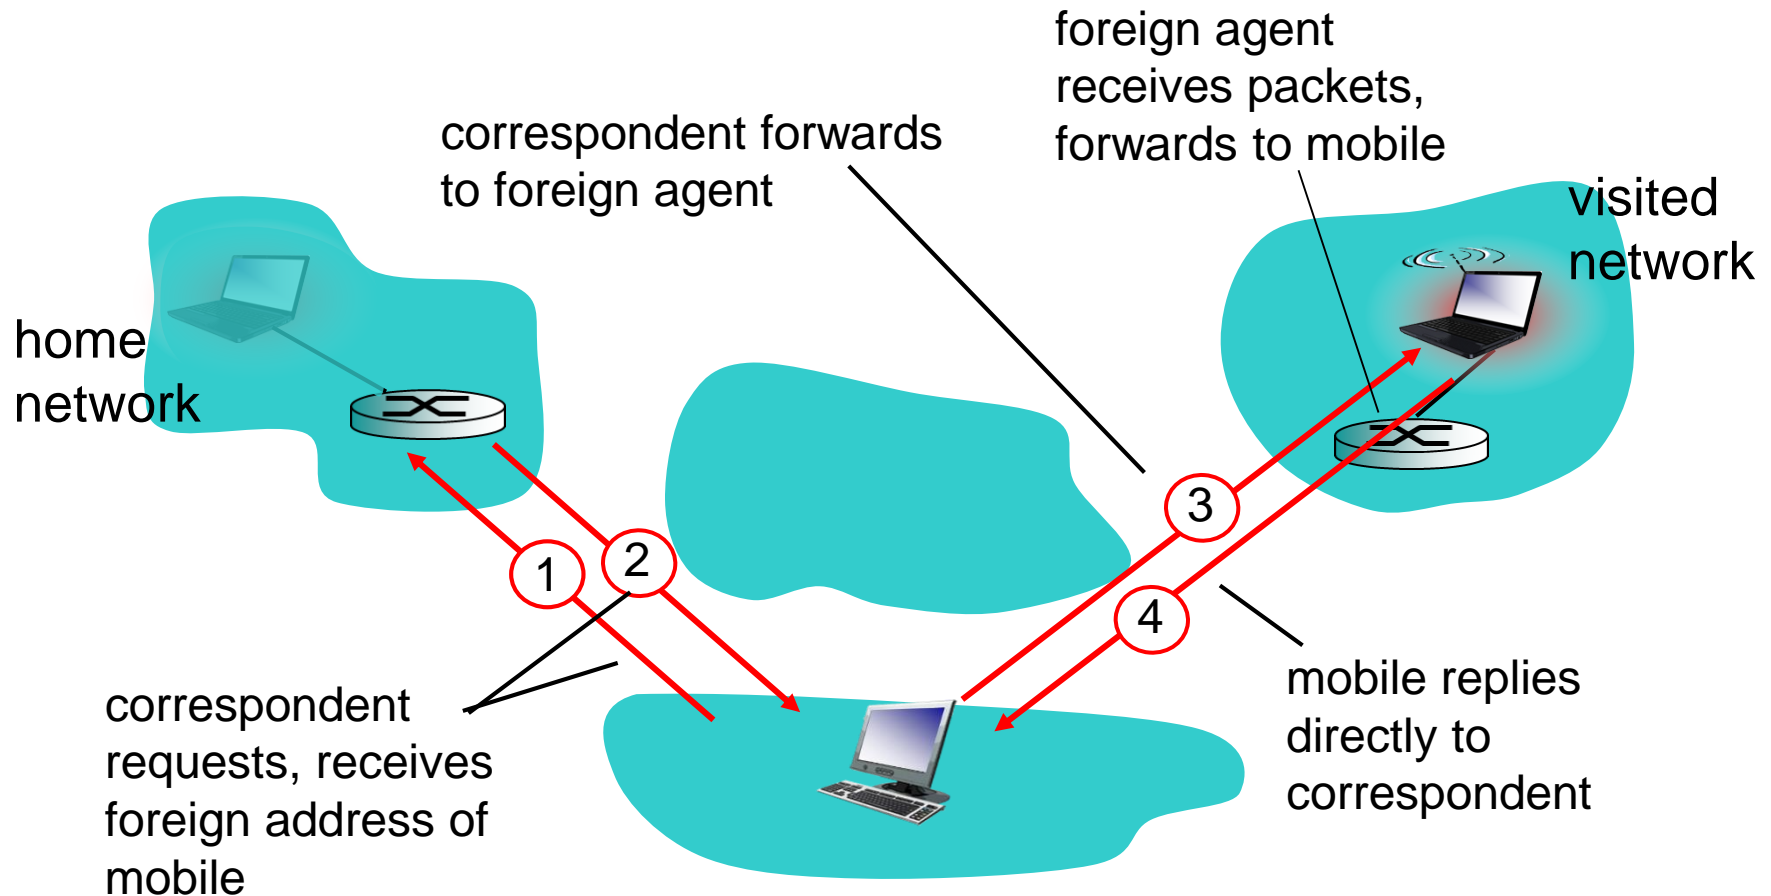 foreign agent
receives packets,
forwards to mobile
correspondent forwards
to foreign agent
visited
network
home
network
3
2
1
4
correspondent
requests, receives
foreign address of
mobile
mobile replies
directly to
correspondent